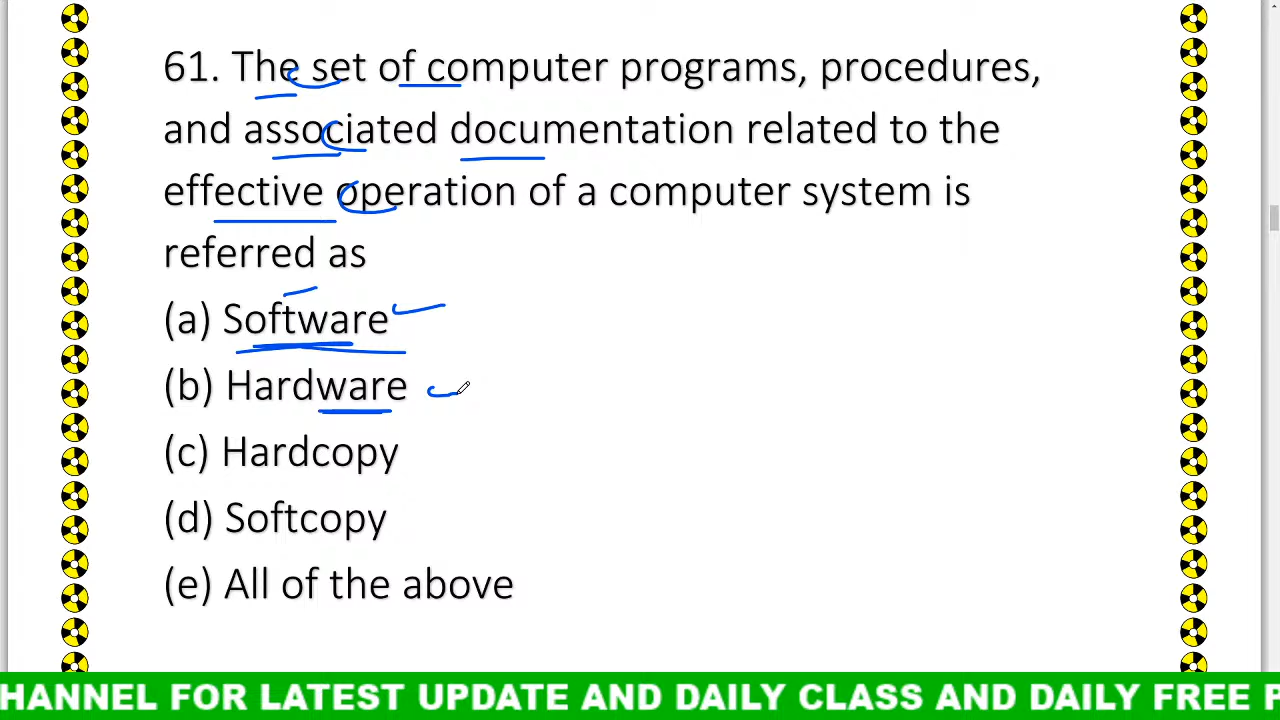 61. The set of computer programs, procedures,
and associated documentation related to the
effective operation of a computer system is
referred as
(a) Software
(b) Hardware
(c) Hardcopy
(d) Softcopy
(e) All of the above
HANNEL FOR LATEST UPDATE AND DAILY CLASS AND DAILY FREE